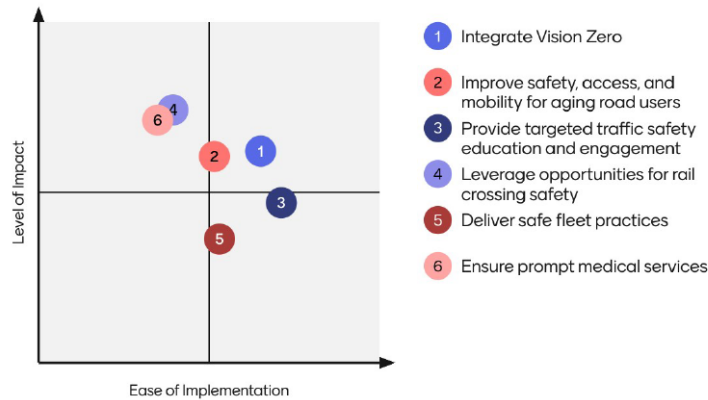 Level of Impact
4
6
2
1
3
5
Ease of Implementation
1 Integrate Vision Zero
2 Improve safety, access, and
mobility for aging road users
3 Provide targeted traffic safety
education and engagement
4 Leverage opportunities for rail
crossing safety
5 Deliver safe fleet practices
6 Ensure prompt medical services